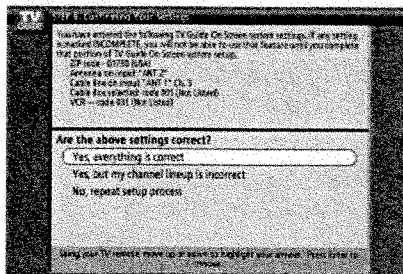 TV
Step 8: Confirming Your Settings
You have entered the following TV Guide On Screen system settings. If any setting
is marked INCOMPLETE, you will not be able to use that feature until you complete
that portion of TV Guide On Screen system setup.
ZIP code - 01730 (USA)
Antenna on input "ANT 2"
Cable Box on input "ANT 1" Ch. 3
Cable Box selected: code 001 (Not Listed)
VCR — code 031 (Not Listed)
Are the above settings correct?
Yes, everything is correct
Yes, but my channel lineup is incorrect
No, repeat setup process
Using your TV remote, move up or down to highlight your answer. Press Enter to